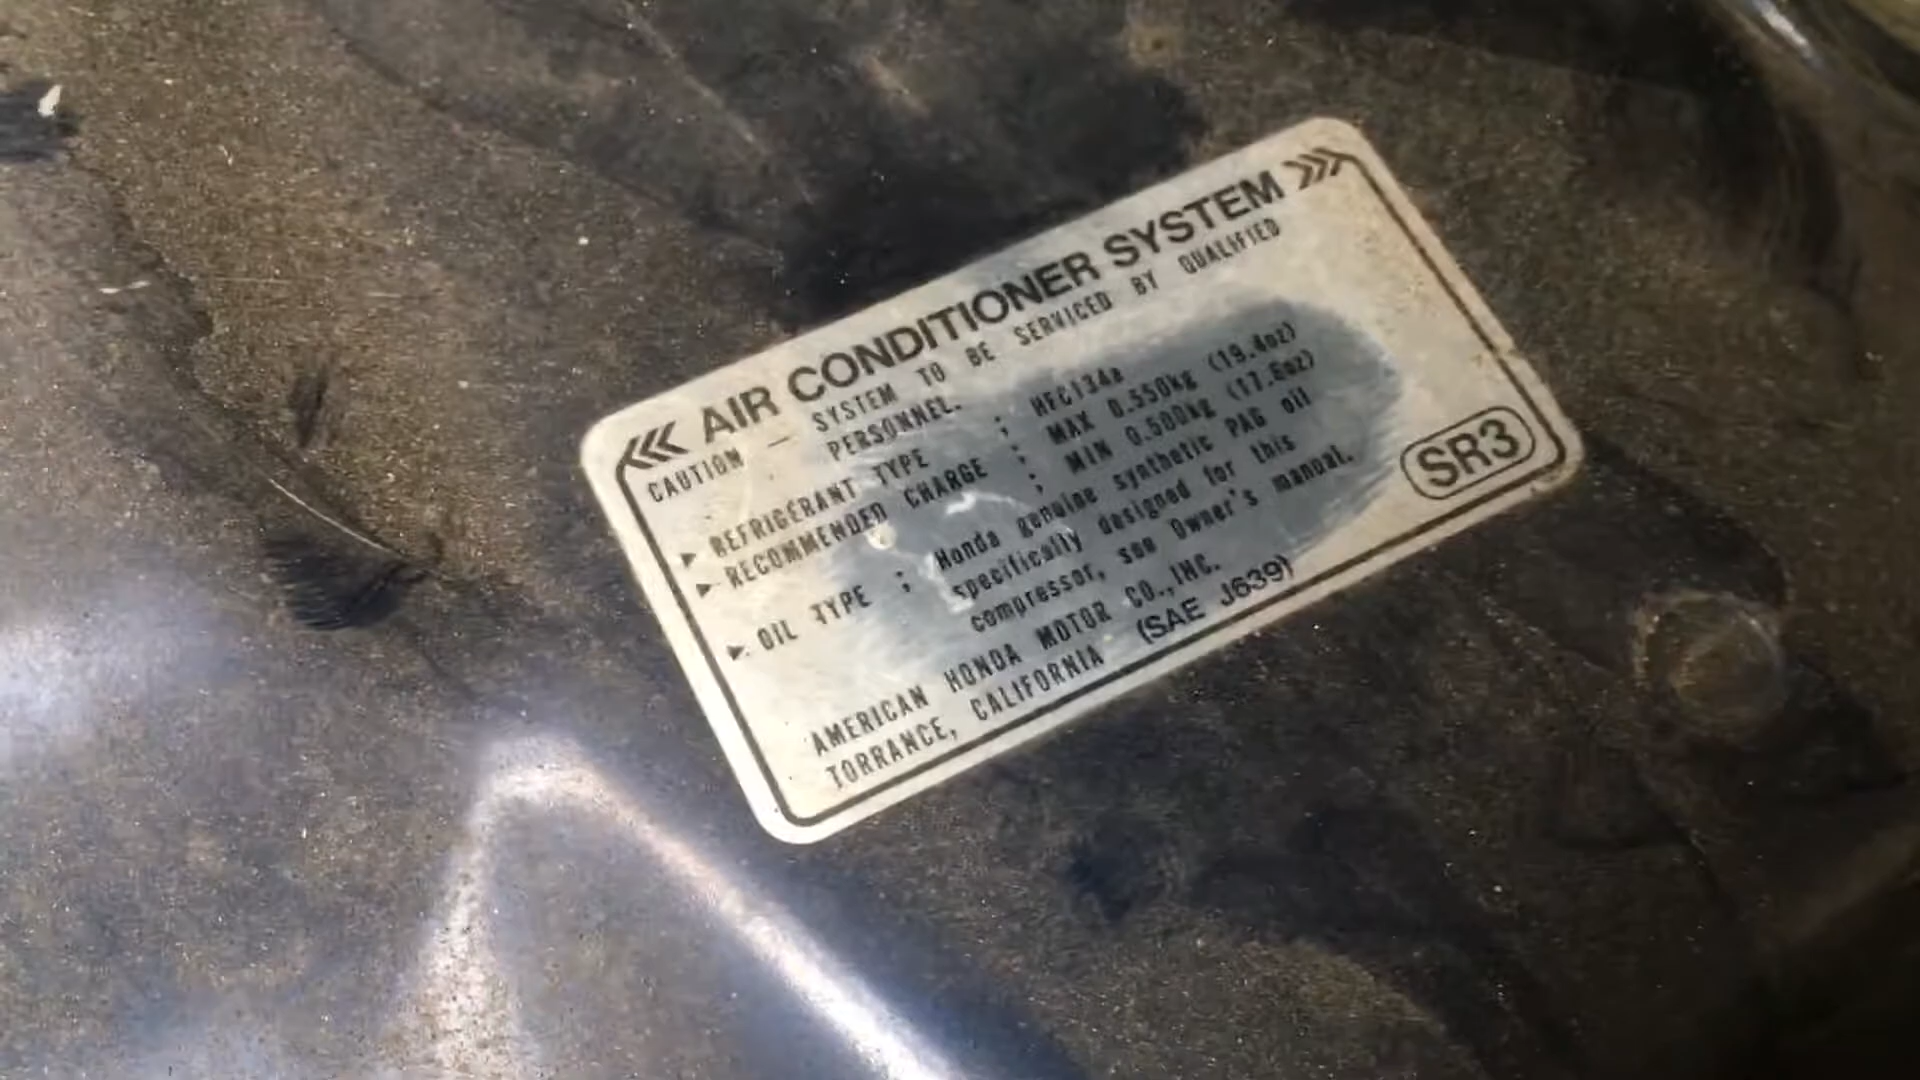 <<< AIR CONDITIONER SYSTEM >>>
CAUTION — SYSTEM TO BE SERVICED BY QUALIFIED
PERSONNEL.
▶ REFRIGERANT TYPE ; HFC134a
▶ RECOMMENDED CHARGE ; MAX 0.550kg (19.4oz)
; MIN 0.500kg (17.6oz)
▶ OIL TYPE ; Honda genuine synthetic PAG oil
specifically designed for this
compressor, see Owner's manual.
AMERICAN HONDA MOTOR CO.,INC.
TORRANCE, CALIFORNIA (SAE J639)
SR3